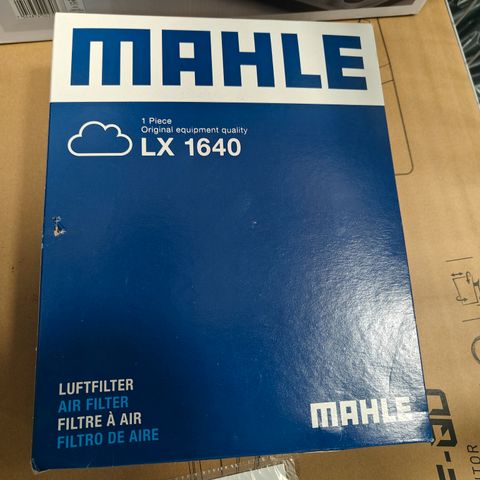 MAHLE
1 Piece
Original equipment quality
LX 1640
LUFTFILTER
AIR FILTER
FILTRE À AIR
FILTRO DE AIRE
MAHLE